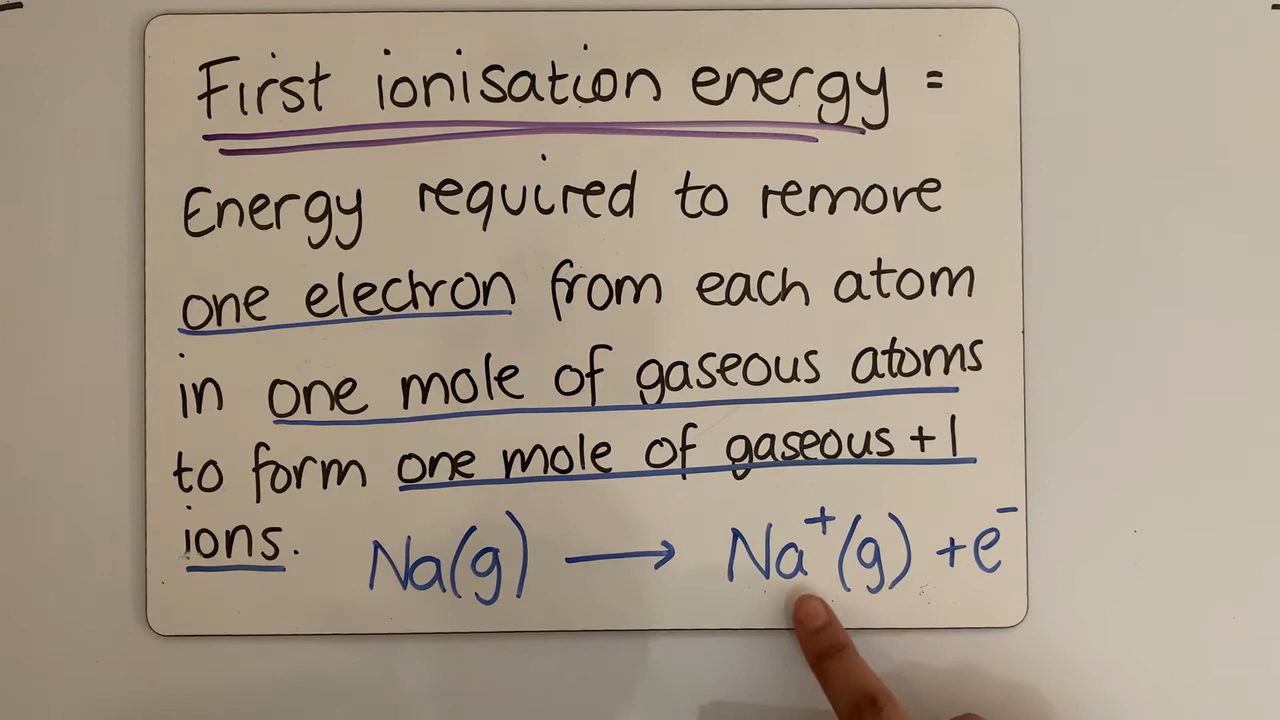 First ionisation energy =
Energy required to remove
one electron from each atom
in one mole of gaseous atoms
to form one mole of gaseous +1
ions. Na(g) → Na⁺(g) + e⁻